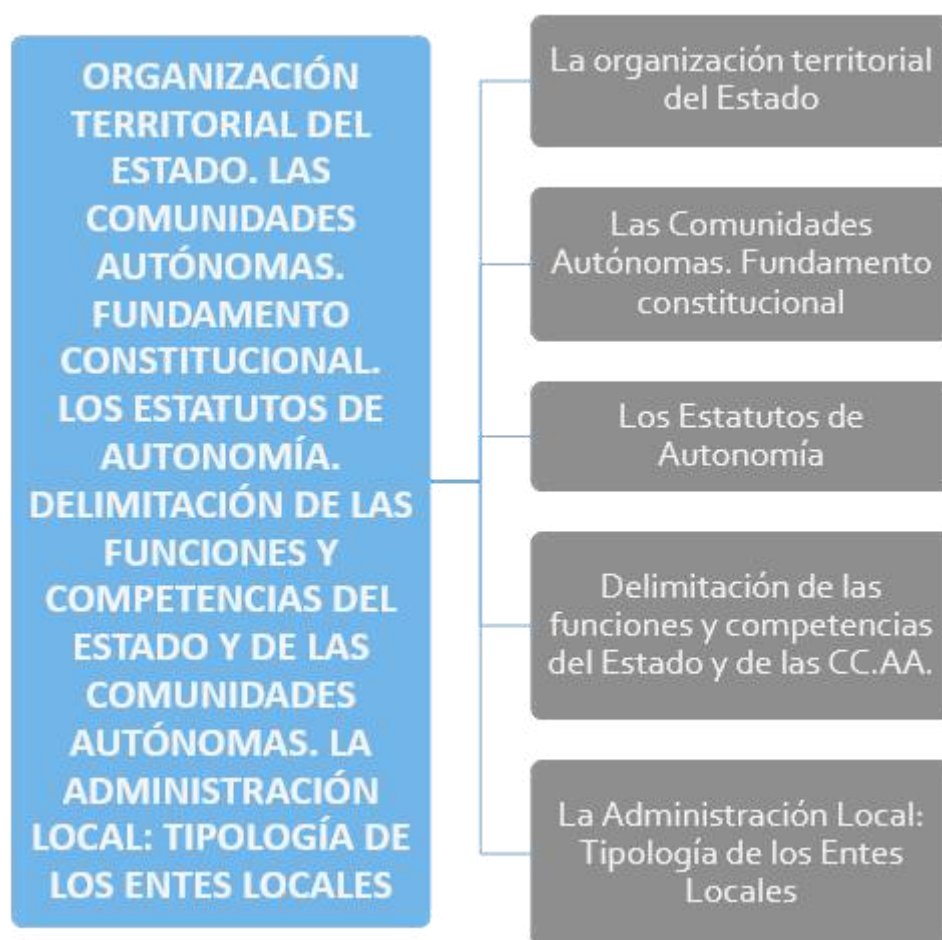 ORGANIZACIÓN
TERRITORIAL DEL
ESTADO. LAS
COMUNIDADES
AUTÓNOMAS.
FUNDAMENTO
CONSTITUCIONAL.
LOS ESTATUTOS DE
AUTONOMÍA.
DELIMITACIÓN DE LAS
FUNCIONES Y
COMPETENCIAS DEL
ESTADO Y DE LAS
COMUNIDADES
AUTÓNOMAS. LA
ADMINISTRACIÓN
LOCAL: TIPOLOGÍA DE
LOS ENTES LOCALES
La organización territorial
del Estado
Las Comunidades
Autónomas. Fundamento
constitucional
Los Estatutos de
Autonomía
Delimitación de las
funciones y competencias
del Estado y de las CC.AA.
La Administración Local:
Tipología de los Entes
Locales